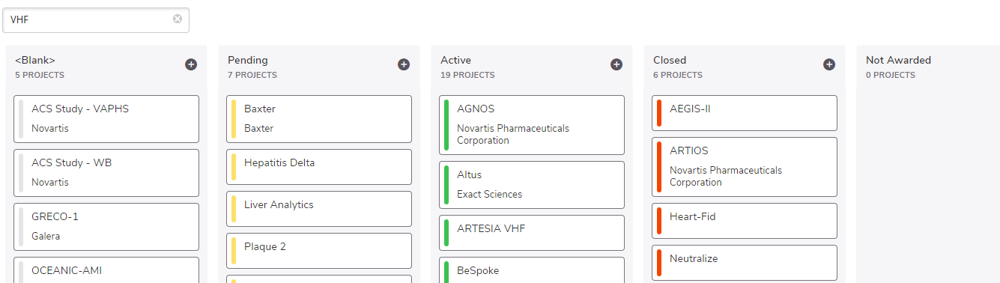 VHF
<Blank>
5 PROJECTS
ACS Study - VAPHS
Novartis
ACS Study - WB
Novartis
GRECO-1
Galera
OCEANIC-AMI
Pending
7 PROJECTS
Baxter
Baxter
Hepatitis Delta
Liver Analytics
Plaque 2
Active
19 PROJECTS
AGNOS
Novartis Pharmaceuticals
Corporation
Altus
Exact Sciences
ARTESIA VHF
BeSpoke
Closed
6 PROJECTS
AEGIS-II
ARTIOS
Novartis Pharmaceuticals
Corporation
Heart-Fid
Neutralize
Not Awarded
0 PROJECTS